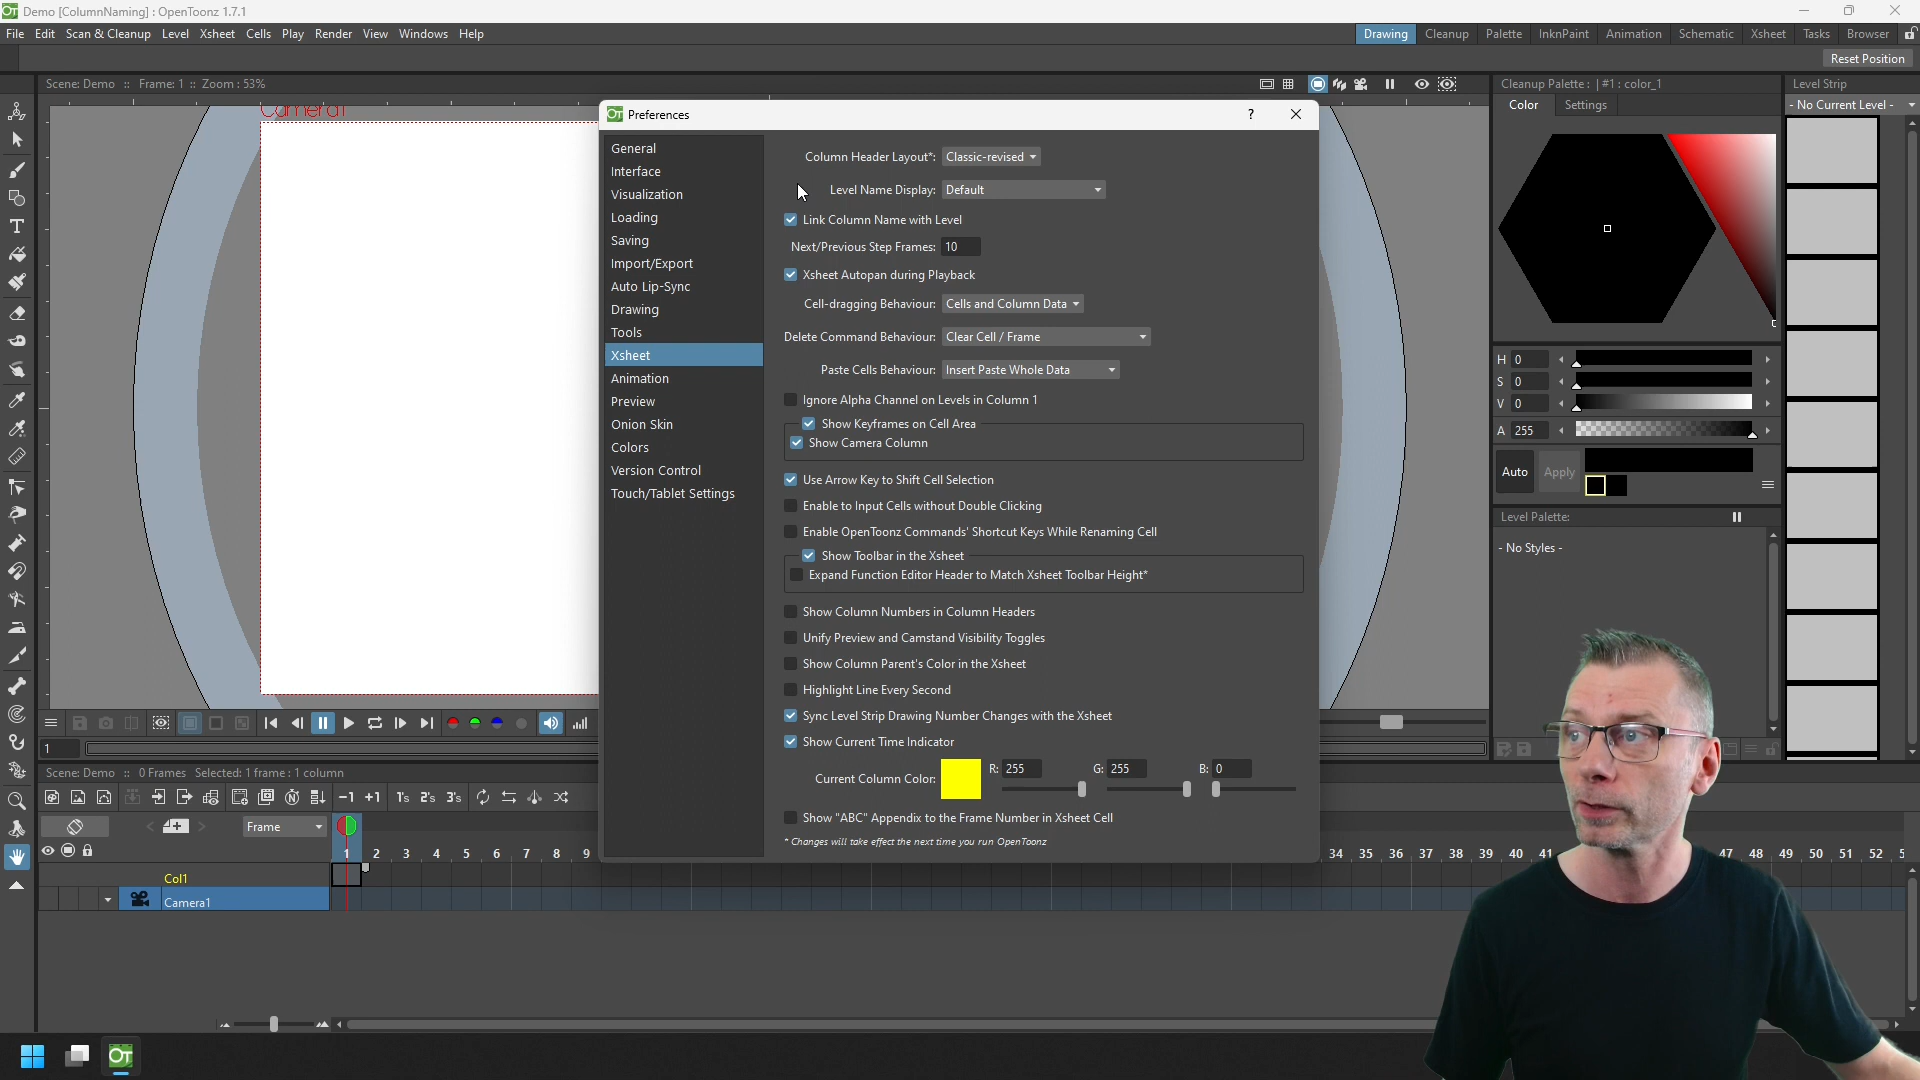 Demo [ColumnNaming] : OpenToonz 1.7.1
File Edit Scan & Cleanup Level Xsheet Cells Play Render View Windows Help
Drawing Cleanup Palette InknPaint Animation Schematic Xsheet Tasks Browser
Reset Position
Scene: Demo :: Frame: 1 :: Zoom : 53%
Cleanup Palette : | #1 : color_1
Level Strip
Color Settings
- No Current Level -
Camera1
Preferences
?
General
Interface
Visualization
Loading
Saving
Import/Export
Auto Lip-Sync
Drawing
Tools
Xsheet
Animation
Preview
Onion Skin
Colors
Version Control
Touch/Tablet Settings
Column Header Layout*: Classic-revised
Level Name Display: Default
Link Column Name with Level
Next/Previous Step Frames: 10
Xsheet Autopan during Playback
Cell-dragging Behaviour: Cells and Column Data
Delete Command Behaviour: Clear Cell / Frame
Paste Cells Behaviour: Insert Paste Whole Data
Ignore Alpha Channel on Levels in Column 1
Show Keyframes on Cell Area
Show Camera Column
Use Arrow Key to Shift Cell Selection
Enable to Input Cells without Double Clicking
Enable OpenToonz Commands' Shortcut Keys While Renaming Cell
Show Toolbar in the Xsheet
Expand Function Editor Header to Match Xsheet Toolbar Height*
Show Column Numbers in Column Headers
Unify Preview and Camstand Visibility Toggles
Show Column Parent's Color in the Xsheet
Highlight Line Every Second
Sync Level Strip Drawing Number Changes with the Xsheet
Show Current Time Indicator
Current Column Color: R: 255 G: 255 B: 0
Show "ABC" Appendix to the Frame Number in Xsheet Cell
* Changes will take effect the next time you run OpenToonz
H 0
S 0
V 0
A 255
Auto Apply
Level Palette:
- No Styles -
1
Scene: Demo :: 0 Frames Selected: 1 frame : 1 column
-1 +1 1's 2's 3's
Frame
1 2 3 4 5 6 7 8 9 34 35 36 37 38 39 40 41 47 48 49 50 51 52 5
Col1
Camera1
OT